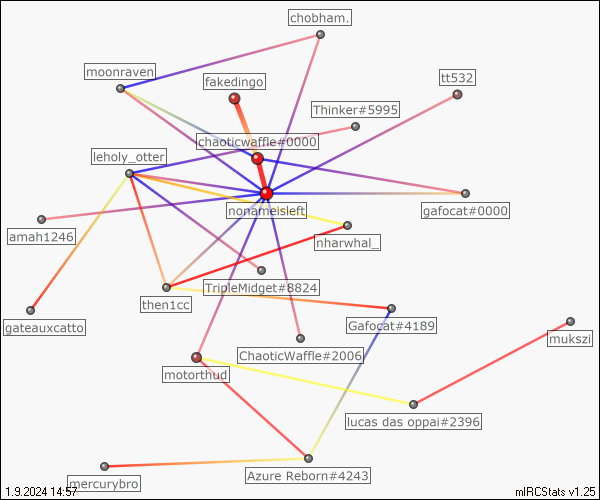 chobham.
moonraven
fakedingo
tt532
Thinker#5995
chaoticwaffle#0000
leholy_otter
nonameisleft
gafocat#0000
amah1246
nharwhal_
TripleMidget#8824
then1cc
gateauxcatto
Gafocat#4189
mukszi
ChaoticWaffle#2006
motorthud
lucas das oppai#2396
mercurybro
Azure Reborn#4243
1.9.2024 14:57
mIRCStats v1.25